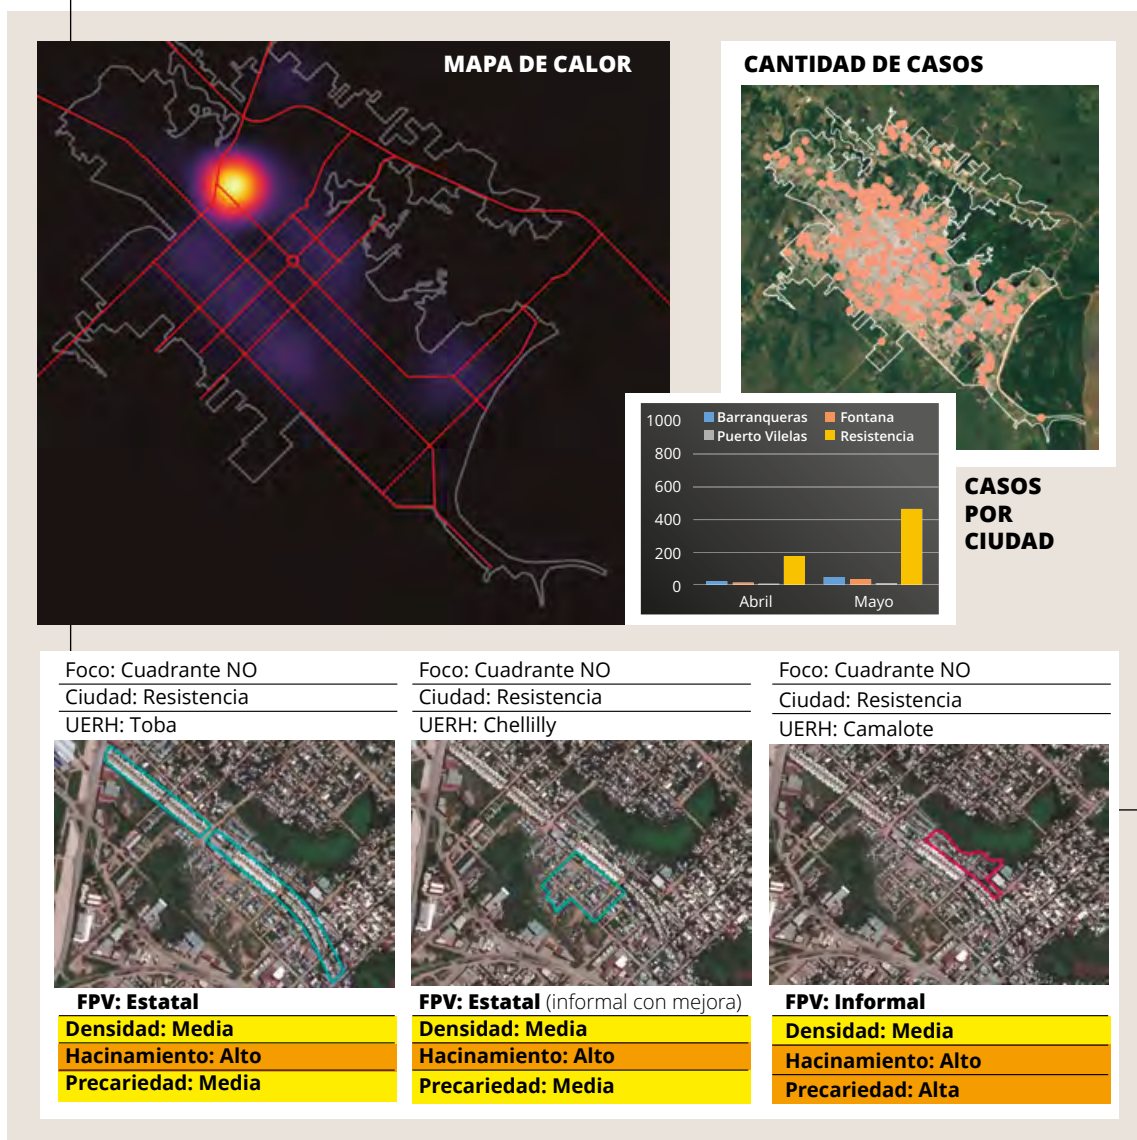 MAPA DE CALOR
CANTIDAD DE CASOS
1000
800
600
400
200
0
Barranqueras
Fontana
Puerto Vilelas
Resistencia
Abril
Mayo
CASOS
POR
CIUDAD
Foco: Cuadrante NO
Ciudad: Resistencia
UERH: Toba
FPV: Estatal
Densidad: Media
Hacinamiento: Alto
Precariedad: Media
Foco: Cuadrante NO
Ciudad: Resistencia
UERH: Chellilly
FPV: Estatal (informal con mejora)
Densidad: Media
Hacinamiento: Alto
Precariedad: Media
Foco: Cuadrante NO
Ciudad: Resistencia
UERH: Camalote
FPV: Informal
Densidad: Media
Hacinamiento: Alto
Precariedad: Alta